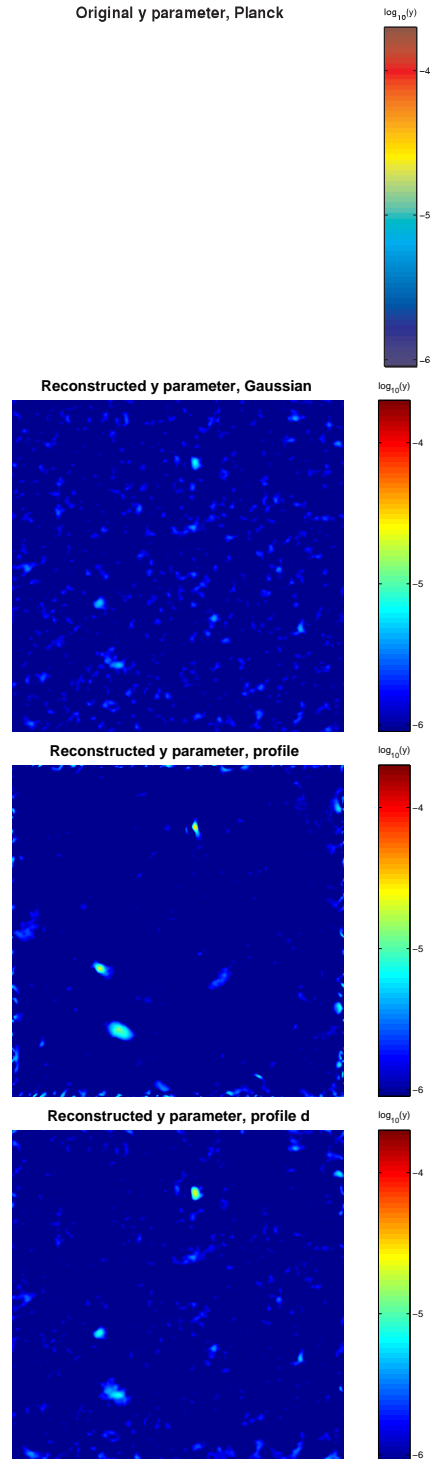 Original y parameter, Planck
log10(y)
−4
−5
−6
Reconstructed y parameter, Gaussian
log10(y)
−4
−5
−6
Reconstructed y parameter, profile
log10(y)
−4
−5
−6
Reconstructed y parameter, profile d
log10(y)
−4
−5
−6